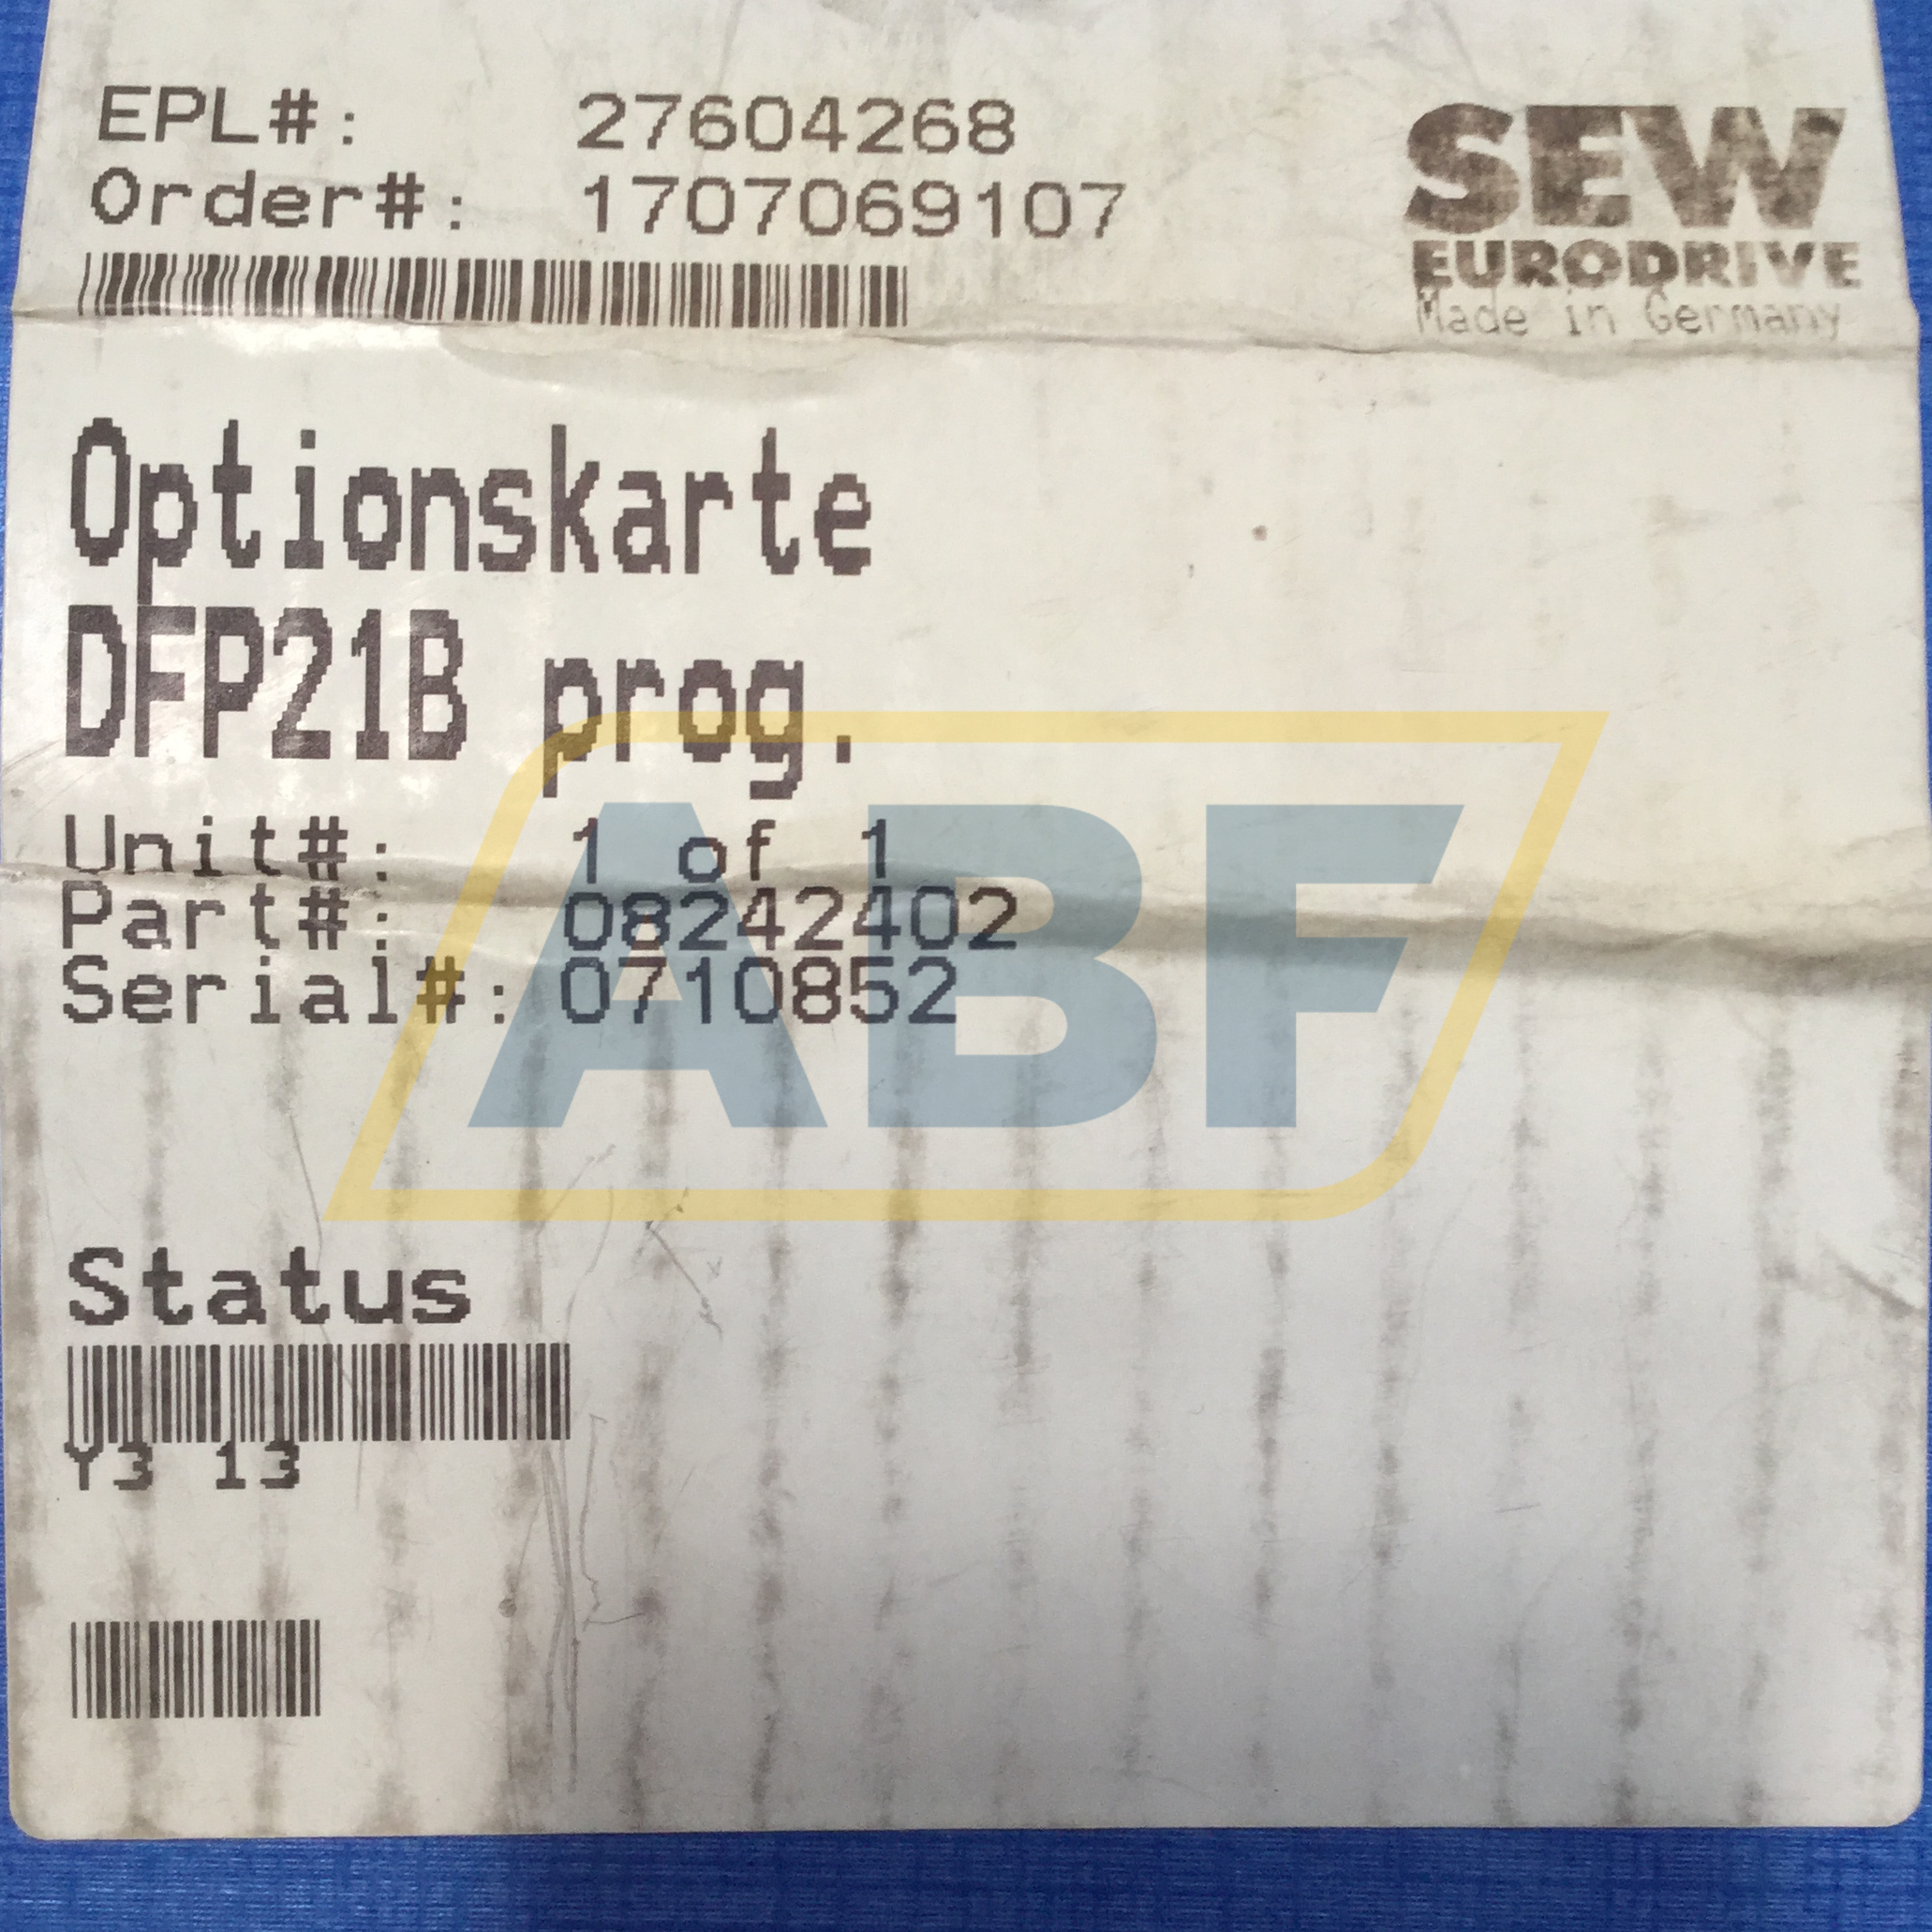 EPL#: 27604268
Order#: 1707069107
SEW
EURODRIVE
Made in Germany
Optionskarte
DFP21B prog.
Unit#: 1 of 1
Part#: 08242402
Serial#: 0710852
ABF
Status
Y3 13